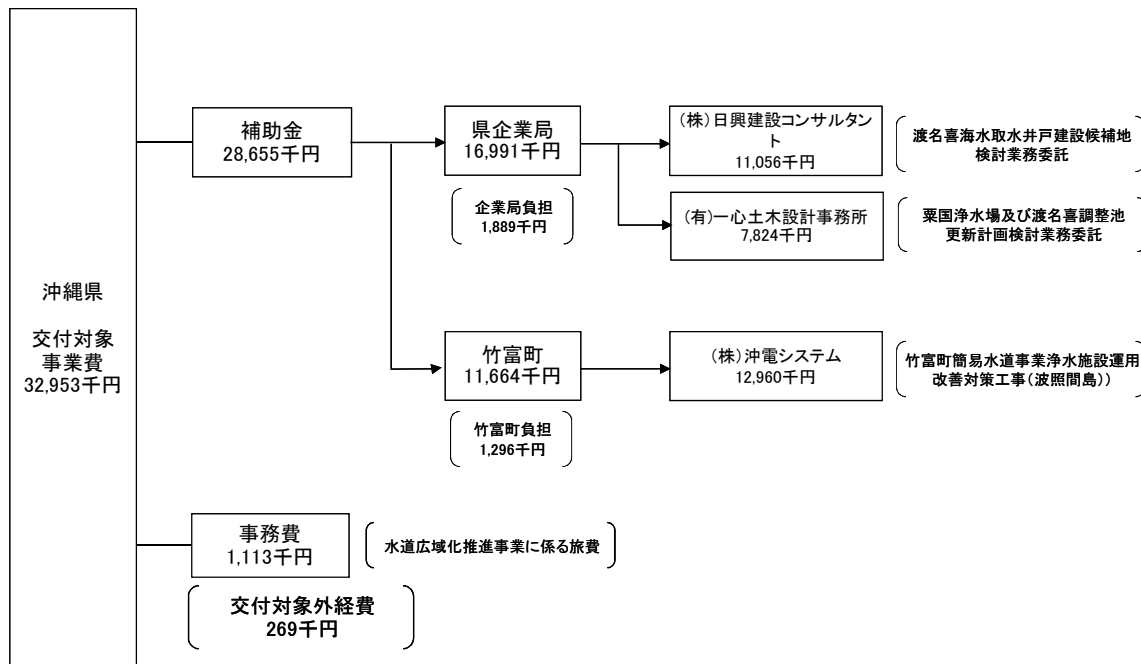 沖縄県
交付対象
事業費
32,953千円
補助金
28,655千円
県企業局
16,991千円
企業局負担
1,889千円
(株)日興建設コンサルタン
ト
11,056千円
渡名喜海水取水井戸建設候補地
検討業務委託
(有)一心土木設計事務所
7,824千円
粟国浄水場及び渡名喜調整池
更新計画検討業務委託
竹富町
11,664千円
竹富町負担
1,296千円
(株)沖電システム
12,960千円
竹富町簡易水道事業浄水施設運用
改善対策工事(波照間島))
事務費
1,113千円
水道広域化推進事業に係る旅費
交付対象外経費
269千円